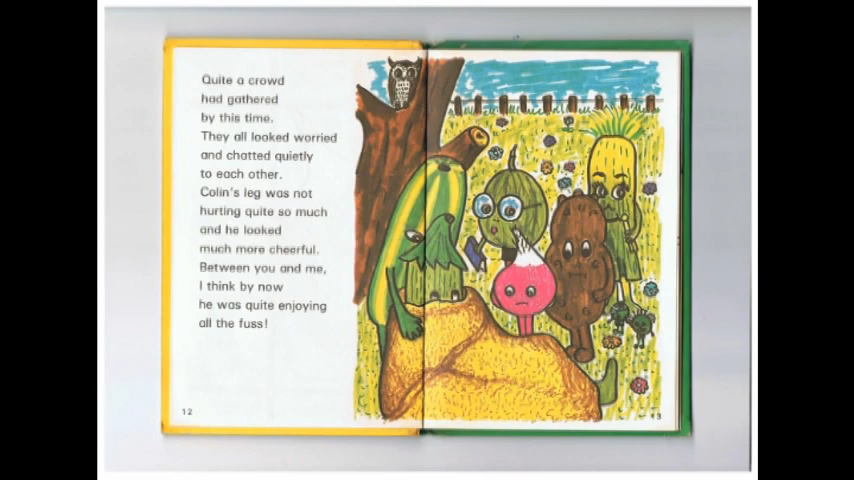 Quite a crowd
had gathered
by this time.
They all looked worried
and chatted quietly
to each other.
Colin's leg was not
hurting quite so much
and he looked
much more cheerful.
Between you and me,
I think by now
he was quite enjoying
all the fuss!
12
13